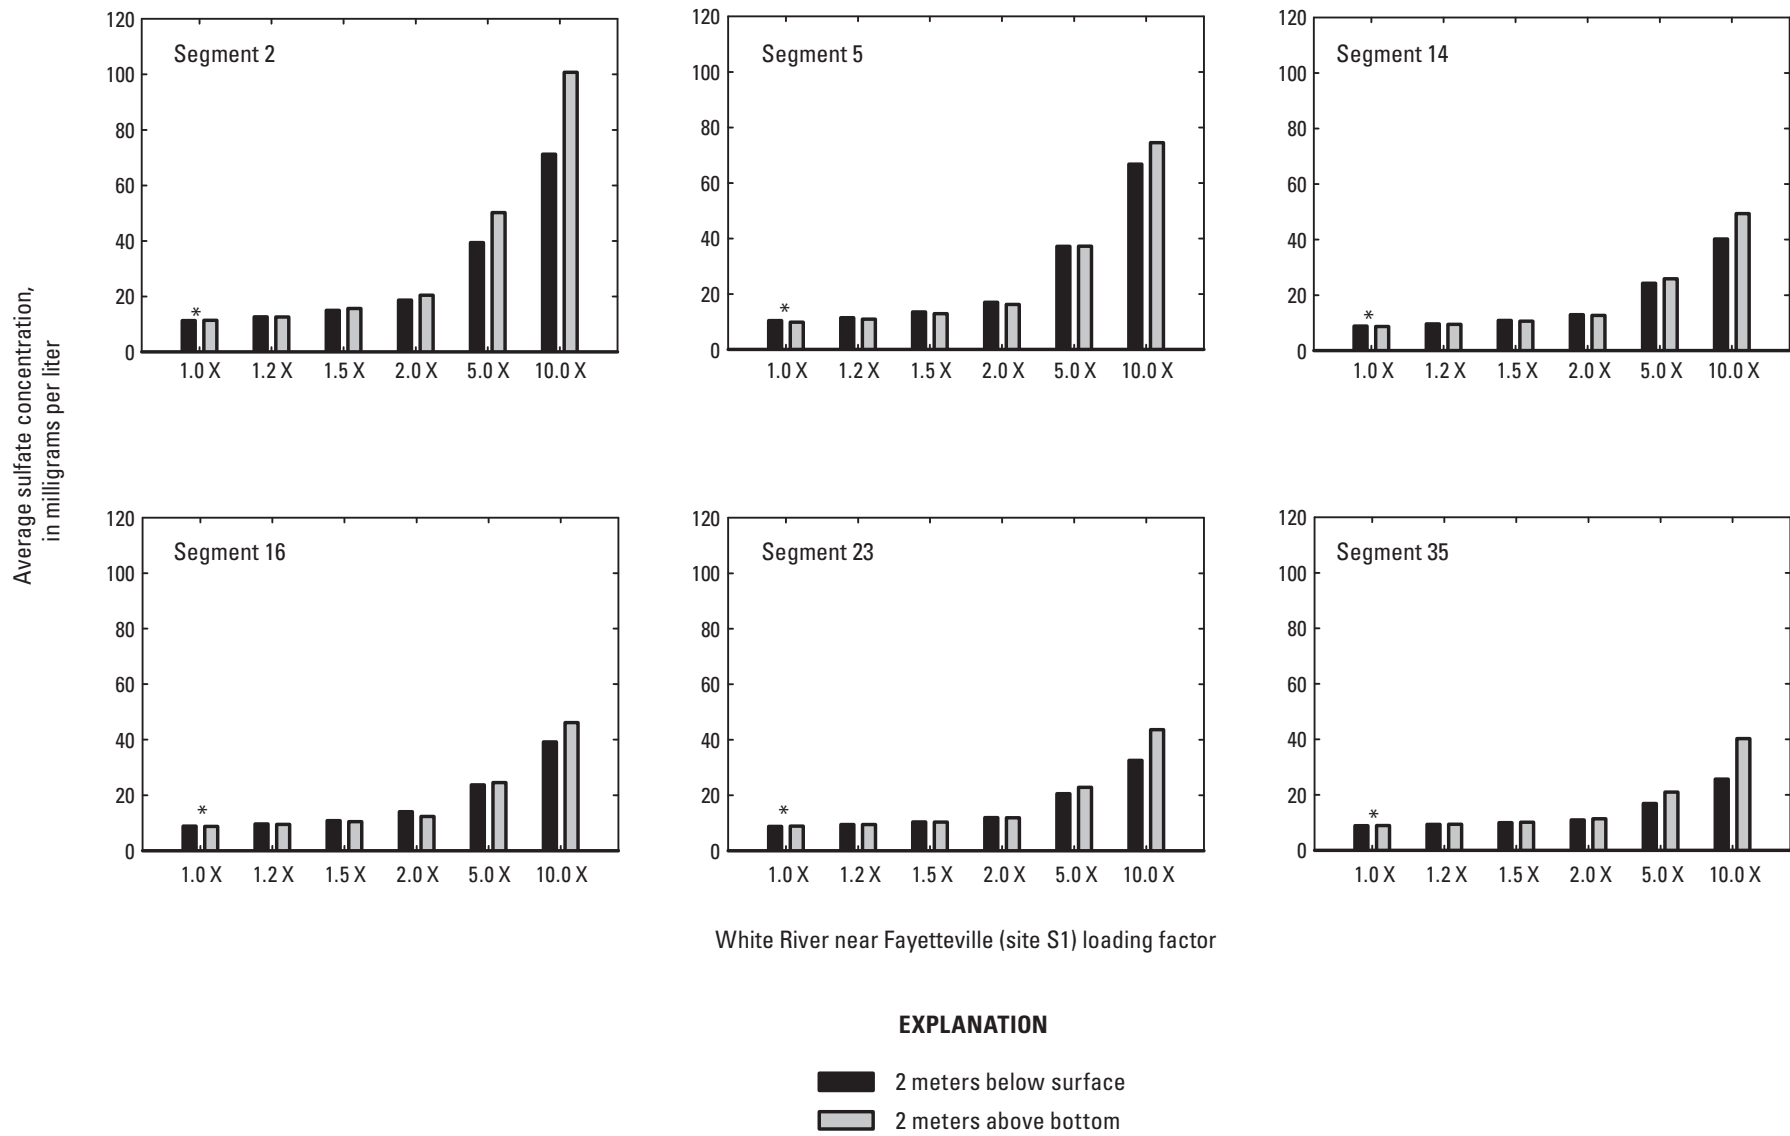 Average sulfate concentration,
in milligrams per liter
Segment 2
120
100
80
60
40
20
0
*
1.0 X 1.2 X 1.5 X 2.0 X 5.0 X 10.0 X
Segment 5
120
100
80
60
40
20
0
*
1.0 X 1.2 X 1.5 X 2.0 X 5.0 X 10.0 X
Segment 14
120
100
80
60
40
20
0
*
1.0 X 1.2 X 1.5 X 2.0 X 5.0 X 10.0 X
Segment 16
120
100
80
60
40
20
0
*
1.0 X 1.2 X 1.5 X 2.0 X 5.0 X 10.0 X
Segment 23
120
100
80
60
40
20
0
*
1.0 X 1.2 X 1.5 X 2.0 X 5.0 X 10.0 X
Segment 35
120
100
80
60
40
20
0
*
1.0 X 1.2 X 1.5 X 2.0 X 5.0 X 10.0 X
White River near Fayetteville (site S1) loading factor
EXPLANATION
2 meters below surface
2 meters above bottom